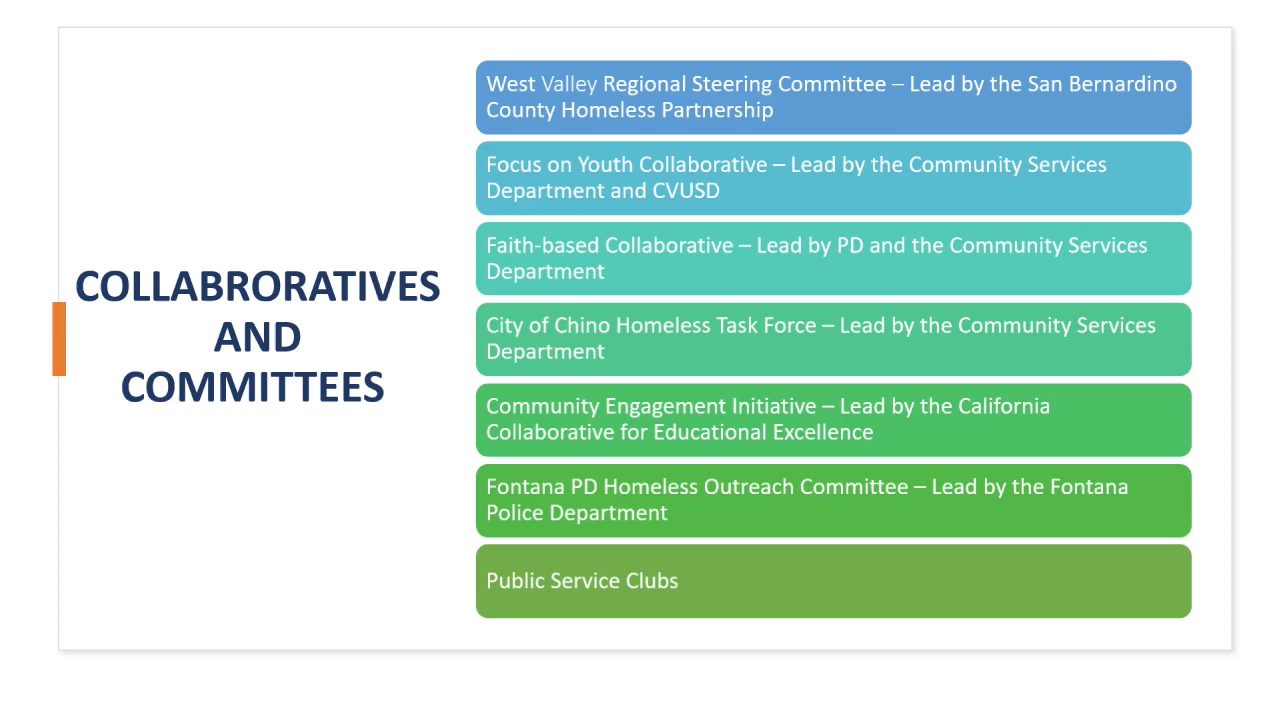 COLLABRORATIVES
AND
COMMITTEES
West Valley Regional Steering Committee – Lead by the San Bernardino
County Homeless Partnership
Focus on Youth Collaborative – Lead by the Community Services
Department and CVUSD
Faith-based Collaborative – Lead by PD and the Community Services
Department
City of Chino Homeless Task Force – Lead by the Community Services
Department
Community Engagement Initiative – Lead by the California
Collaborative for Educational Excellence
Fontana PD Homeless Outreach Committee – Lead by the Fontana
Police Department
Public Service Clubs